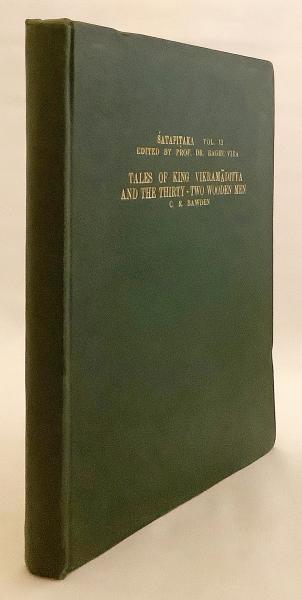 ŚATAPIṬAKA VOL. 13
EDITED BY PROF. DR. RAGHU VIRA
TALES OF KING VIKRAMĀDITYA
AND THE THIRTY-TWO WOODEN MEN
C. R. BAWDEN